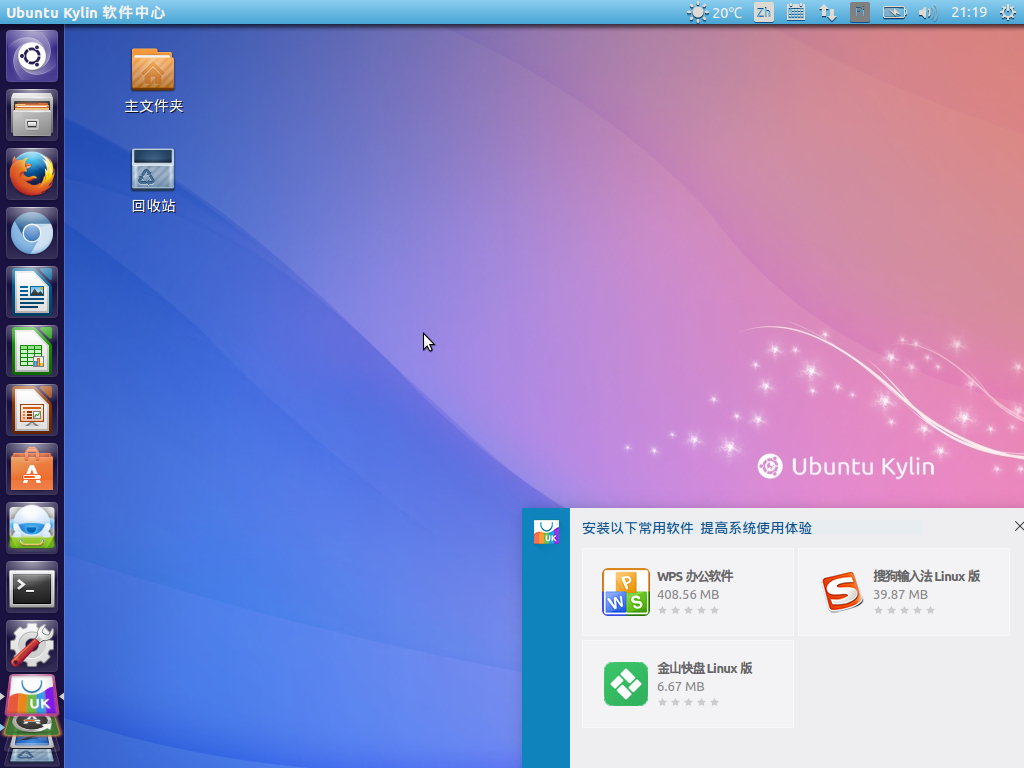 Ubuntu Kylin 软件中心
20℃ Zh Fi 21:19
主文件夹
回收站
Ubuntu Kylin
UK
安装以下常用软件 提高系统使用体验
WPS 办公软件
408.56 MB
搜狗输入法 Linux 版
39.87 MB
金山快盘 Linux 版
6.67 MB
UK